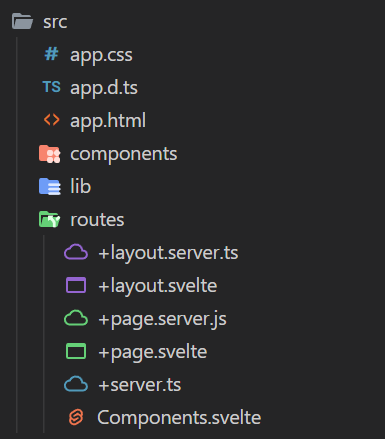 src
# app.css
TS app.d.ts
<> app.html
components
lib
routes
+layout.server.ts
+layout.svelte
+page.server.js
+page.svelte
+server.ts
Components.svelte